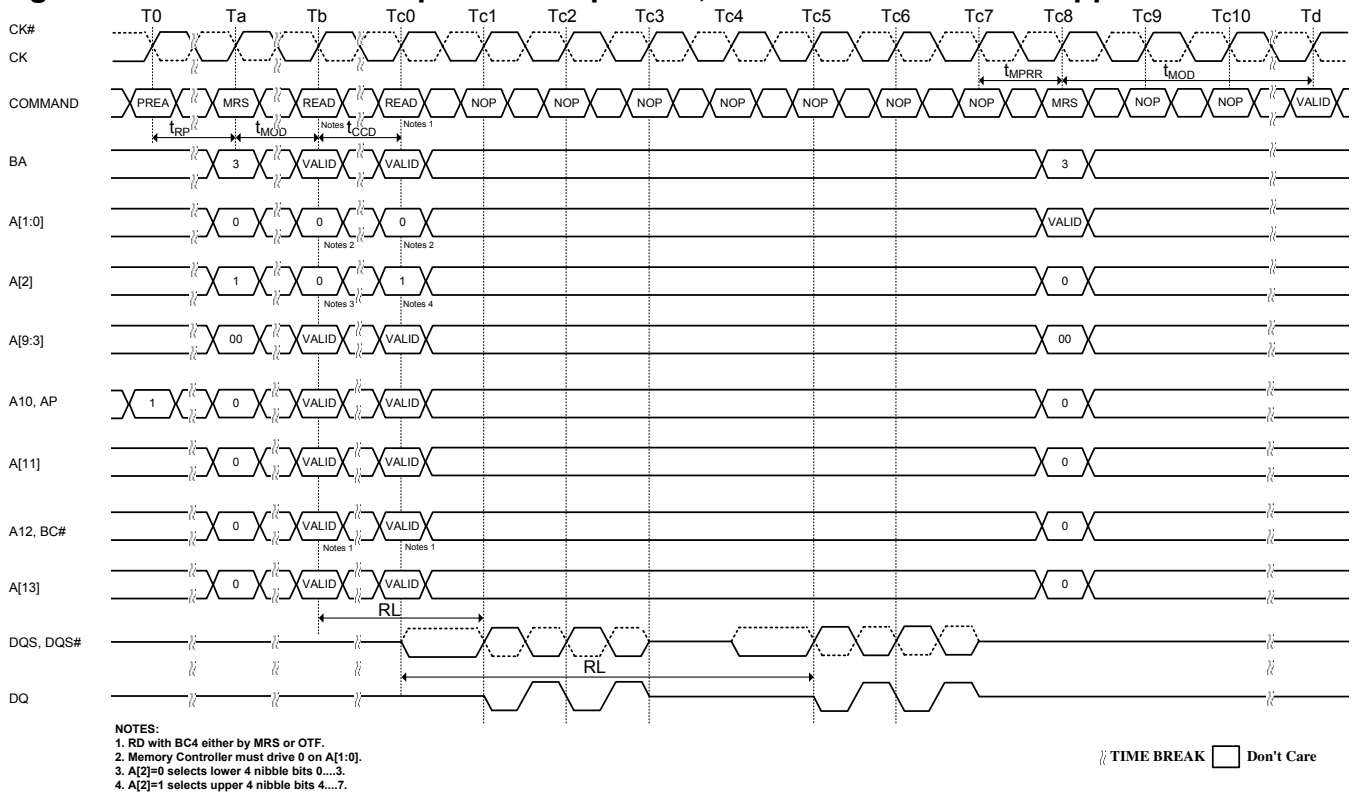 T0 Ta Tb Tc0 Tc1 Tc2 Tc3 Tc4 Tc5 Tc6 Tc7 Tc8 Tc9 Tc10 Td
CK#
CK
tMPRR tMOD
COMMAND PREA MRS READ READ NOP NOP NOP NOP NOP NOP NOP MRS NOP NOP VALID
Notes 1 Notes 1
tRP tMOD tCCD
BA 3 VALID VALID 3
A[1:0] 0 0 0 VALID
Notes 2 Notes 2
A[2] 1 0 1 0
Notes 3 Notes 4
A[9:3] 00 VALID VALID 00
A10, AP 1 0 VALID VALID 0
A[11] 0 VALID VALID 0
A12, BC# 0 VALID VALID 0
Notes 1 Notes 1
A[13] 0 VALID VALID 0
RL
DQS, DQS#
RL
DQ
NOTES:
1. RD with BC4 either by MRS or OTF.
2. Memory Controller must drive 0 on A[1:0].
3. A[2]=0 selects lower 4 nibble bits 0....3.
4. A[2]=1 selects upper 4 nibble bits 4....7.
TIME BREAK Don't Care